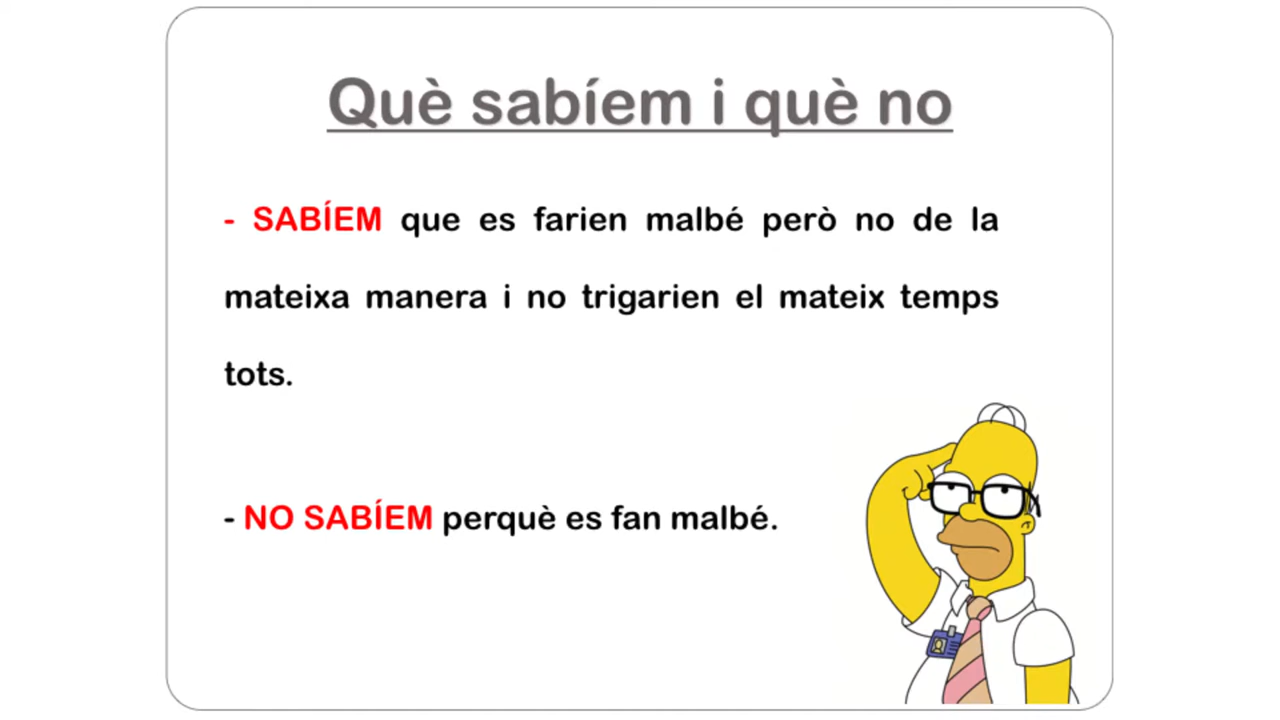 Què sabíem i què no
- SABÍEM que es farien malbé però no de la
mateixa manera i no trigarien el mateix temps
tots.
- NO SABÍEM perquè es fan malbé.